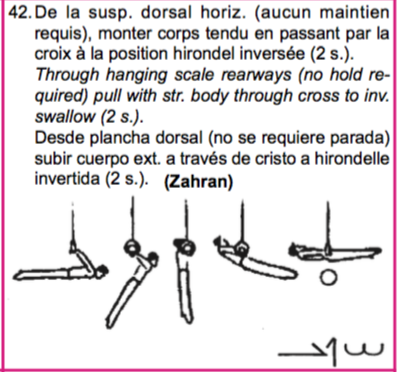 42. De la susp. dorsal horiz. (aucun maintien
requis), monter corps tendu en passant par la
croix à la position hirondel inversée (2 s.).
Through hanging scale rearways (no hold re-
quired) pull with str. body through cross to inv.
swallow (2 s.).
Desde plancha dorsal (no se requiere parada)
subir cuerpo ext. a través de cristo a hirondelle
invertida (2 s.). (Zahran)